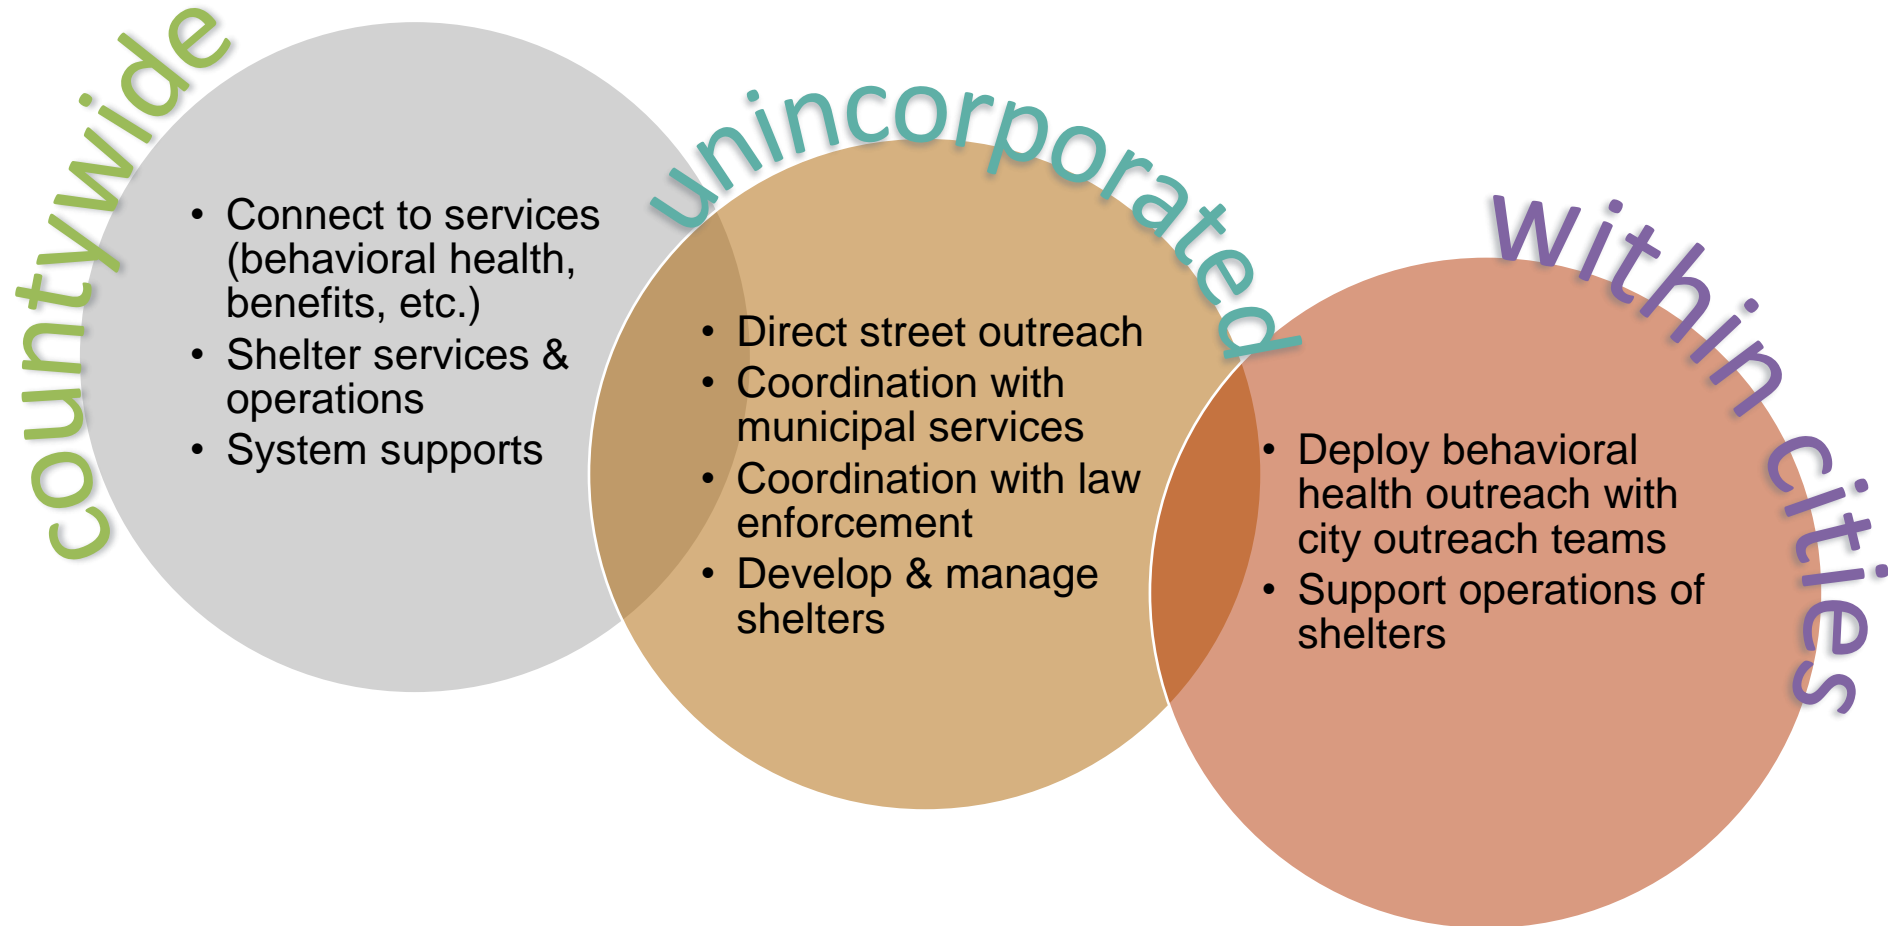 countywide
• Connect to services
(behavioral health,
benefits, etc.)
• Shelter services &
operations
• System supports
unincorporated
• Direct street outreach
• Coordination with
municipal services
• Coordination with law
enforcement
• Develop & manage
shelters
within cities
• Deploy behavioral
health outreach with
city outreach teams
• Support operations of
shelters